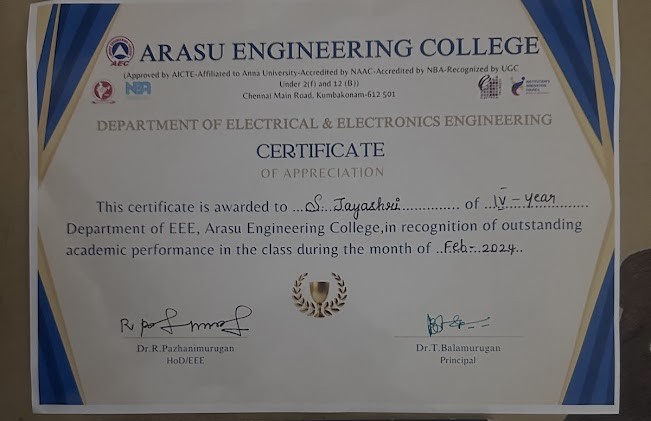 AEC
ARASU ENGINEERING COLLEGE
(Approved by AICTE-Affiliated to Anna University-Accredited by NAAC-Accredited by NBA-Recognized by UGC
Under 2(f) and 12 (B))
NBA
Chennai Main Road, Kumbakonam-612 501
DEPARTMENT OF ELECTRICAL & ELECTRONICS ENGINEERING
CERTIFICATE
OF APPRECIATION
This certificate is awarded to ...S. Jayashri............... of ...IV - year.......
Department of EEE, Arasu Engineering College,in recognition of outstanding
academic performance in the class during the month of ..Feb-..2024..
Dr.R.Pazhanimurugan
HoD/EEE
Dr.T.Balamurugan
Principal